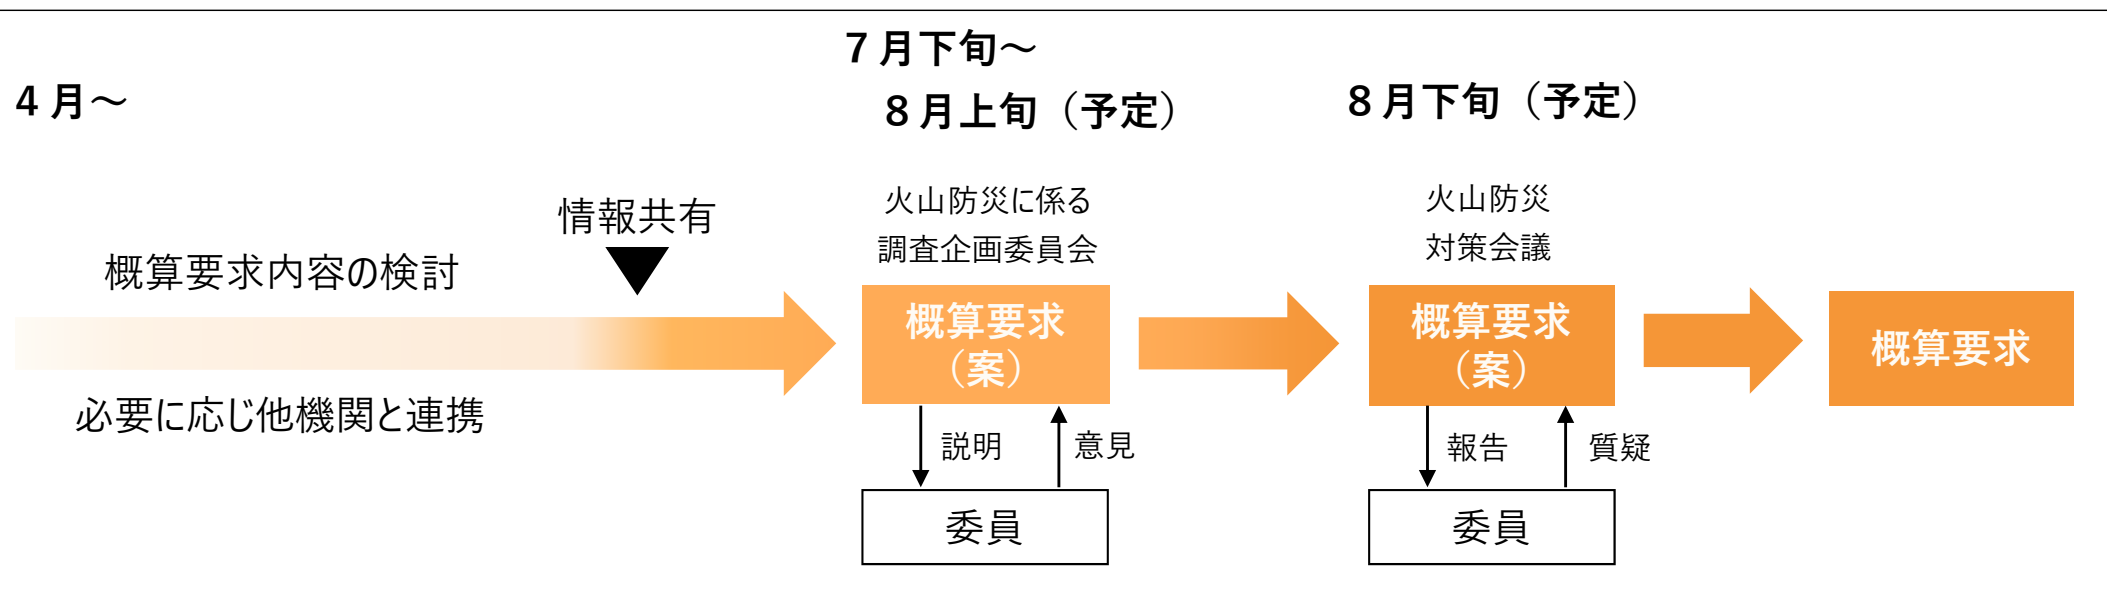 ４月～
７月下旬～
８月上旬（予定）
８月下旬（予定）
情報共有
概算要求内容の検討
必要に応じ他機関と連携
火山防災に係る
調査企画委員会
概算要求
（案）
説明
意見
委員
火山防災
対策会議
概算要求
（案）
報告
質疑
委員
概算要求